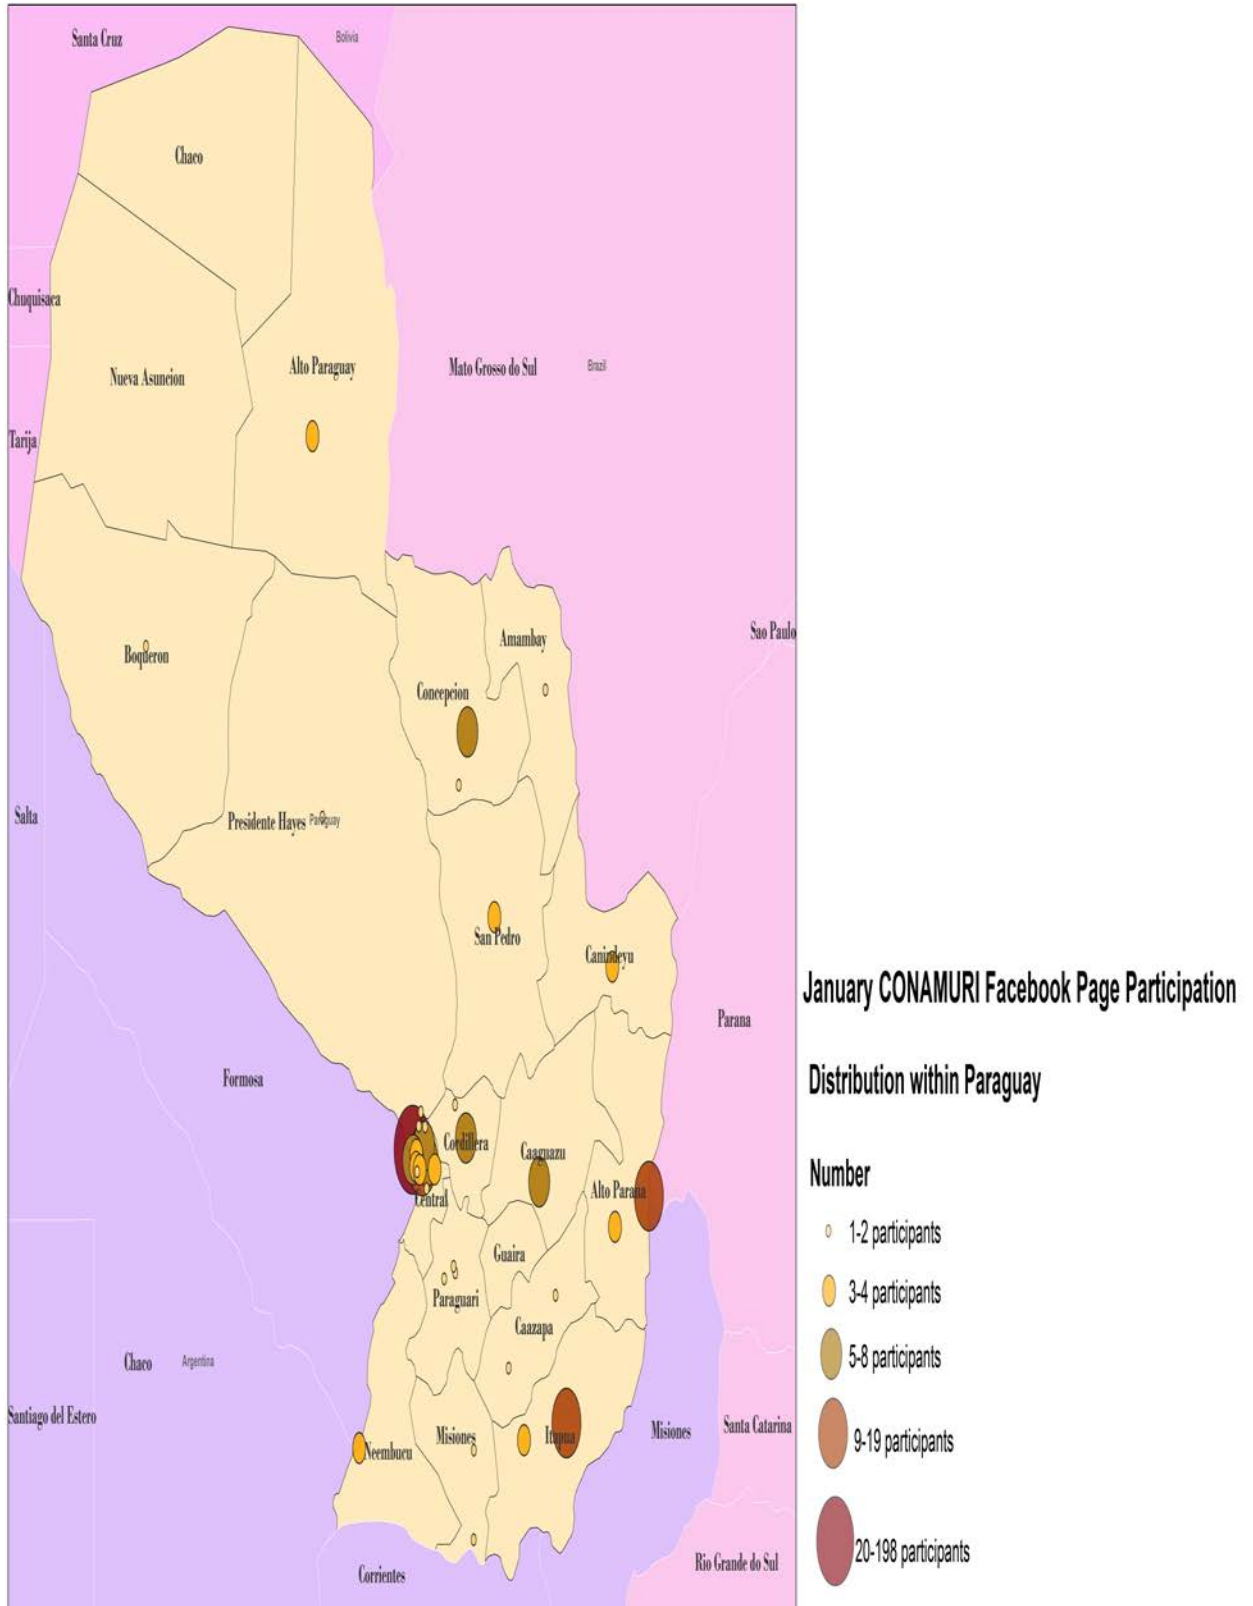 Santa Cruz
Bolivia
Chaco
Chuquisaca
Nueva Asuncion
Alto Paraguay
Mato Grosso do Sul
Brazil
Tarija
Sao Paulo
Amambay
Boqueron
Concepcion
Salta
Presidente Hayes
Paraguay
San Pedro
Canindeyu
January CONAMURI Facebook Page Participation
Parana
Formosa
Distribution within Paraguay
Cordillera
Caaguazu
Number
Alto Parana
Central
1-2 participants
Guaira
3-4 participants
Paraguari
Caazapa
5-8 participants
Chaco
Argentina
Santiago del Estero
Santa Catarina
Misiones
Misiones
Itapua
9-19 participants
Neembucu
20-198 participants
Rio Grande do Sul
Corrientes